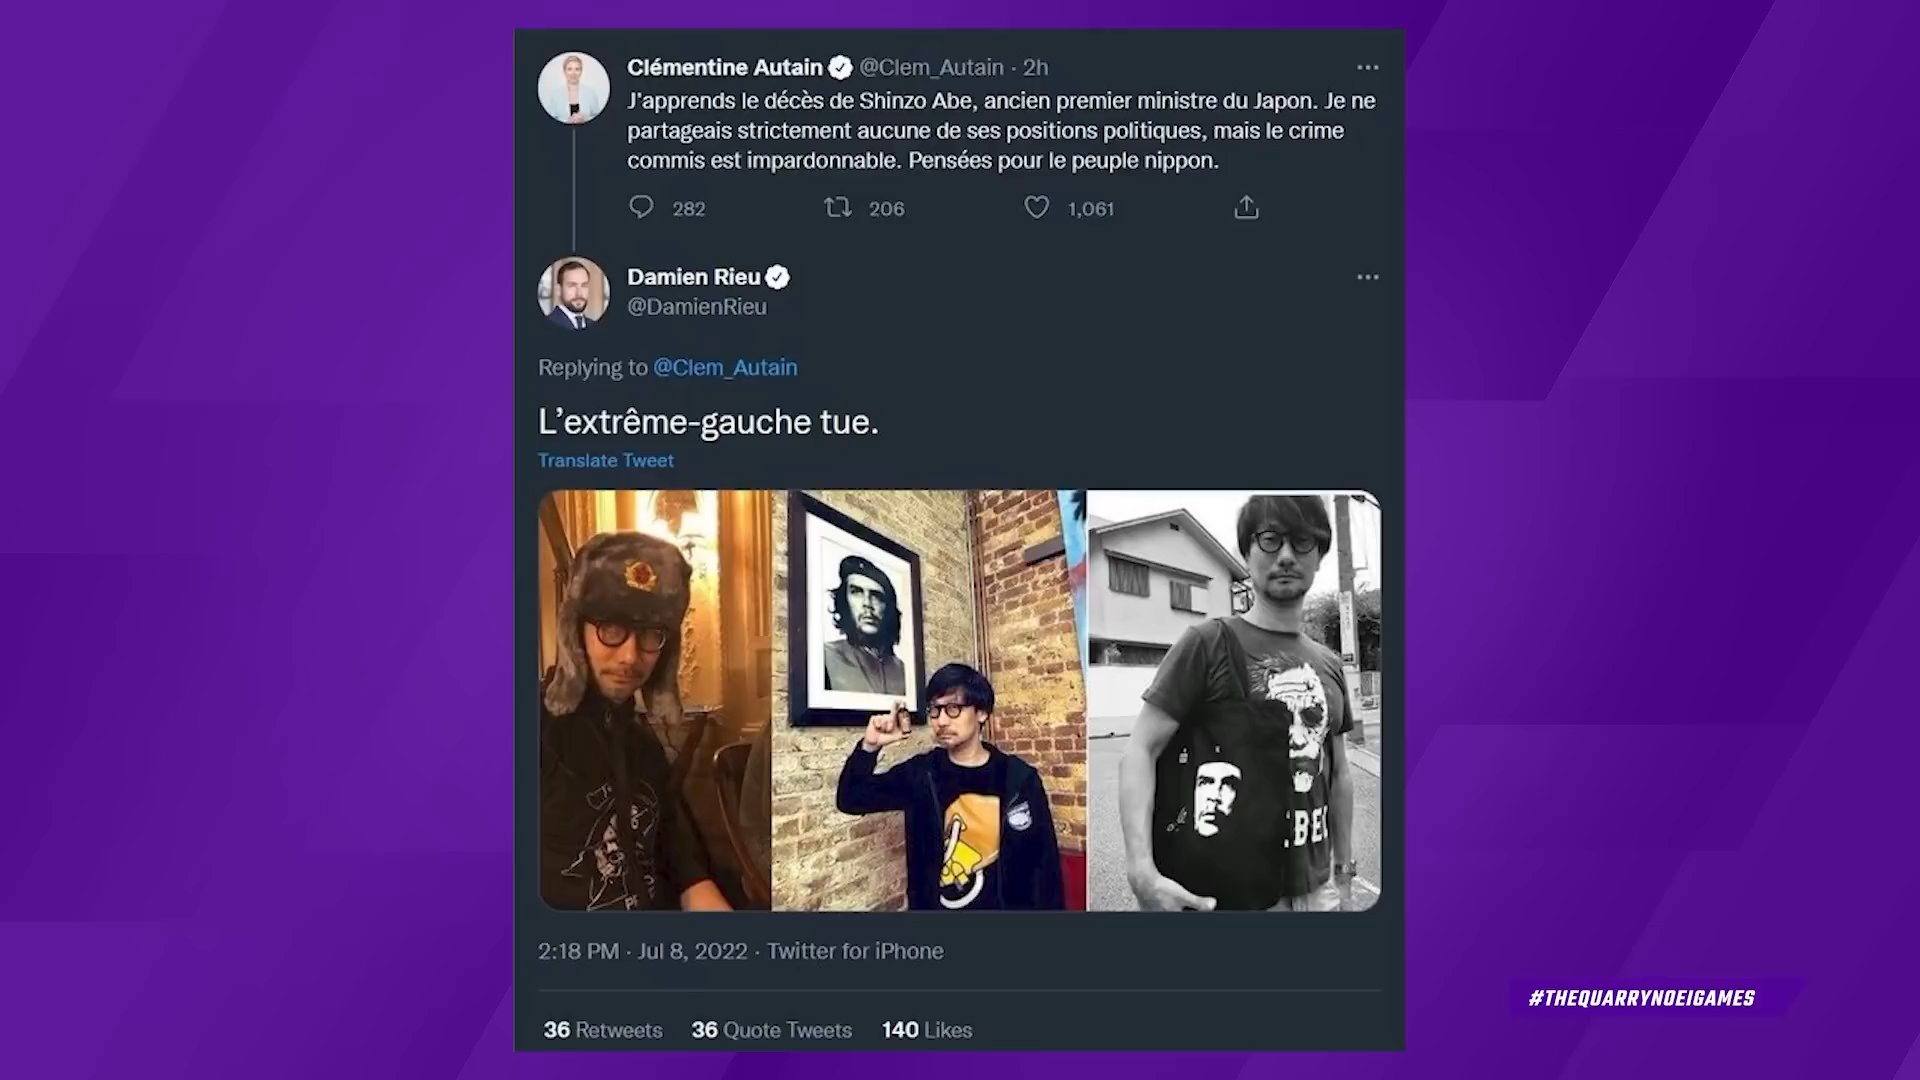 Clémentine Autain @Clem_Autain · 2h
J'apprends le décès de Shinzo Abe, ancien premier ministre du Japon. Je ne
partageais strictement aucune de ses positions politiques, mais le crime
commis est impardonnable. Pensées pour le peuple nippon.
282 206 1,061
Damien Rieu
@DamienRieu
Replying to @Clem_Autain
L'extrême-gauche tue.
Translate Tweet
2:18 PM · Jul 8, 2022 · Twitter for iPhone
36 Retweets 36 Quote Tweets 140 Likes
#THEQUARRYNOEIGAMES